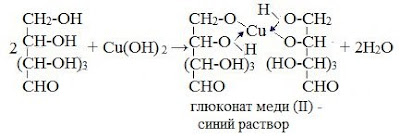 H
CH₂-OH CH₂-O Cu O-CH₂
2 CH-OH + Cu(OH)₂ → CH-O H O-CH + 2H₂O
(CH-OH)₃ (CH-OH)₃ (HO-CH)₃
CHO CHO CHO
глюконат меди (II) -
синий раствор